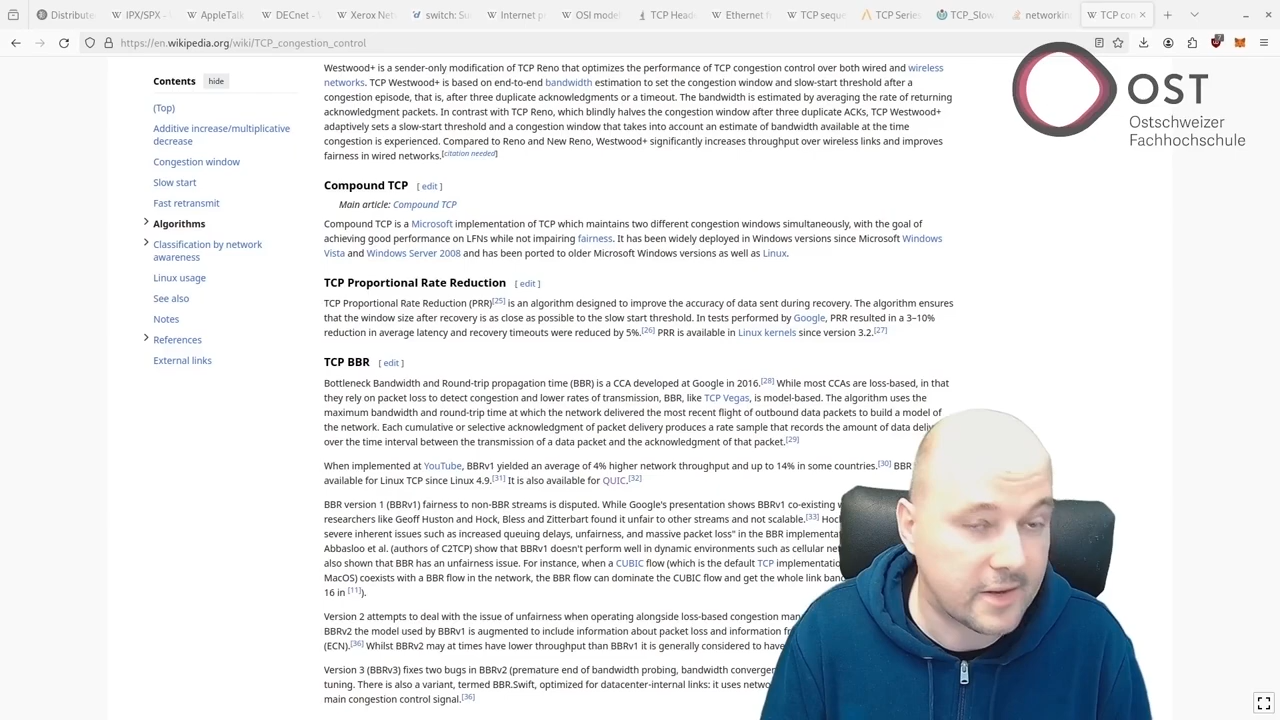 Distribute
IPX/SPX -
AppleTalk
DECnet -
Xerox Net
switch: Su
Internet p
OSI model
TCP Head
Ethernet f
TCP seque
TCP Series
TCP_Slow
networkin
TCP con
https://en.wikipedia.org/wiki/TCP_congestion_control
7
OST
Ostschweizer
Fachhochschule
Contents hide
(Top)
Additive increase/multiplicative
decrease
Congestion window
Slow start
Fast retransmit
Algorithms
Classification by network
awareness
Linux usage
See also
Notes
References
External links
Westwood+ is a sender-only modification of TCP Reno that optimizes the performance of TCP congestion control over both wired and wireless
networks. TCP Westwood+ is based on end-to-end bandwidth estimation to set the congestion window and slow-start threshold after a
congestion episode, that is, after three duplicate acknowledgments or a timeout. The bandwidth is estimated by averaging the rate of returning
acknowledgment packets. In contrast with TCP Reno, which blindly halves the congestion window after three duplicate ACKs, TCP Westwood+
adaptively sets a slow-start threshold and a congestion window that takes into account an estimate of bandwidth available at the time
congestion is experienced. Compared to Reno and New Reno, Westwood+ significantly increases throughput over wireless links and improves
fairness in wired networks.[citation needed]
Compound TCP [ edit ]
Main article: Compound TCP
Compound TCP is a Microsoft implementation of TCP which maintains two different congestion windows simultaneously, with the goal of
achieving good performance on LFNs while not impairing fairness. It has been widely deployed in Windows versions since Microsoft Windows
Vista and Windows Server 2008 and has been ported to older Microsoft Windows versions as well as Linux.
TCP Proportional Rate Reduction [ edit ]
TCP Proportional Rate Reduction (PRR)[25] is an algorithm designed to improve the accuracy of data sent during recovery. The algorithm ensures
that the window size after recovery is as close as possible to the slow start threshold. In tests performed by Google, PRR resulted in a 3–10%
reduction in average latency and recovery timeouts were reduced by 5%.[26] PRR is available in Linux kernels since version 3.2.[27]
TCP BBR [ edit ]
Bottleneck Bandwidth and Round-trip propagation time (BBR) is a CCA developed at Google in 2016.[28] While most CCAs are loss-based, in that
they rely on packet loss to detect congestion and lower rates of transmission, BBR, like TCP Vegas, is model-based. The algorithm uses the
maximum bandwidth and round-trip time at which the network delivered the most recent flight of outbound data packets to build a model of
the network. Each cumulative or selective acknowledgment of packet delivery produces a rate sample that records the amount of data deliv
over the time interval between the transmission of a data packet and the acknowledgment of that packet.[29]
When implemented at YouTube, BBRv1 yielded an average of 4% higher network throughput and up to 14% in some countries.[30] BBR
available for Linux TCP since Linux 4.9.[31] It is also available for QUIC.[32]
BBR version 1 (BBRv1) fairness to non-BBR streams is disputed. While Google's presentation shows BBRv1 co-existing w
researchers like Geoff Huston and Hock, Bless and Zitterbart found it unfair to other streams and not scalable.[33] Hoc
severe inherent issues such as increased queuing delays, unfairness, and massive packet loss" in the BBR implementa
Abbasloo et al. (authors of C2TCP) show that BBRv1 doesn't perform well in dynamic environments such as cellular ne
also shown that BBR has an unfairness issue. For instance, when a CUBIC flow (which is the default TCP implementatio
MacOS) coexists with a BBR flow in the network, the BBR flow can dominate the CUBIC flow and get the whole link ban
16 in [11]).
Version 2 attempts to deal with the issue of unfairness when operating alongside loss-based congestion man
BBRv2 the model used by BBRv1 is augmented to include information about packet loss and information f
(ECN).[36] Whilst BBRv2 may at times have lower throughput than BBRv1 it is generally considered to have
Version 3 (BBRv3) fixes two bugs in BBRv2 (premature end of bandwidth probing, bandwidth convergen
tuning. There is also a variant, termed BBR.Swift, optimized for datacenter-internal links: it uses netwo
main congestion control signal.[36]